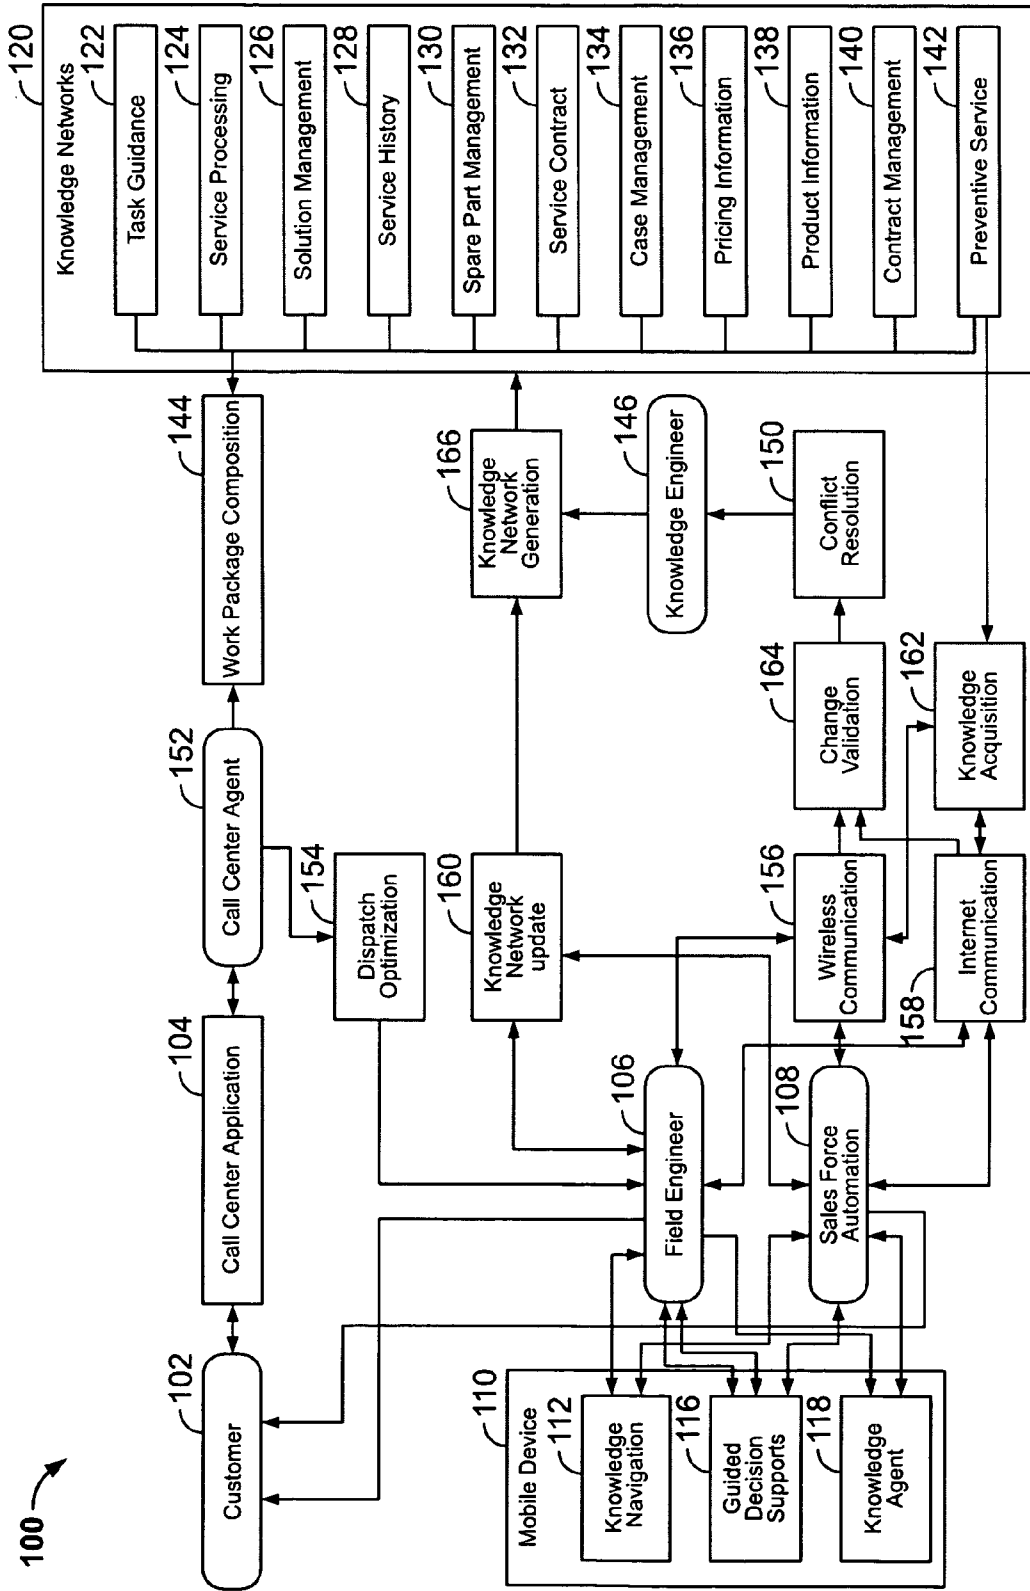 100
102
Customer
104
Call Center Application
152
Call Center Agent
144
Work Package Composition
120
Knowledge Networks
122
Task Guidance
124
Service Processing
126
Solution Management
128
Service History
130
Spare Part Management
132
Service Contract
134
Case Management
136
Pricing Information
138
Product Information
140
Contract Management
142
Preventive Service
154
Dispatch
Optimization
160
Knowledge
Network
update
166
Knowledge
Network
Generation
106
Field Engineer
146
Knowledge Engineer
108
Sales Force
Automation
156
Wireless
Communication
164
Change
Validation
150
Conflict
Resolution
158
Internet
Communication
162
Knowledge
Acquisition
110
Mobile Device
112
Knowledge
Navigation
116
Guided
Decision
Supports
118
Knowledge
Agent